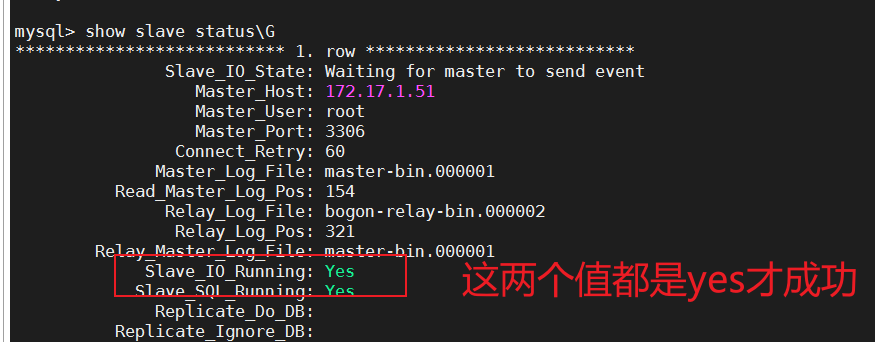 mysql> show slave status\G
*************************** 1. row ***************************
Slave_IO_State: Waiting for master to send event
Master_Host: 172.17.1.51
Master_User: root
Master_Port: 3306
Connect_Retry: 60
Master_Log_File: master-bin.000001
Read_Master_Log_Pos: 154
Relay_Log_File: bogon-relay-bin.000002
Relay_Log_Pos: 321
Relay_Master_Log_File: master-bin.000001
Slave_IO_Running: Yes
Slave_SQL_Running: Yes
这两个值都是yes才成功
Replicate_Do_DB:
Replicate_Ignore_DB: